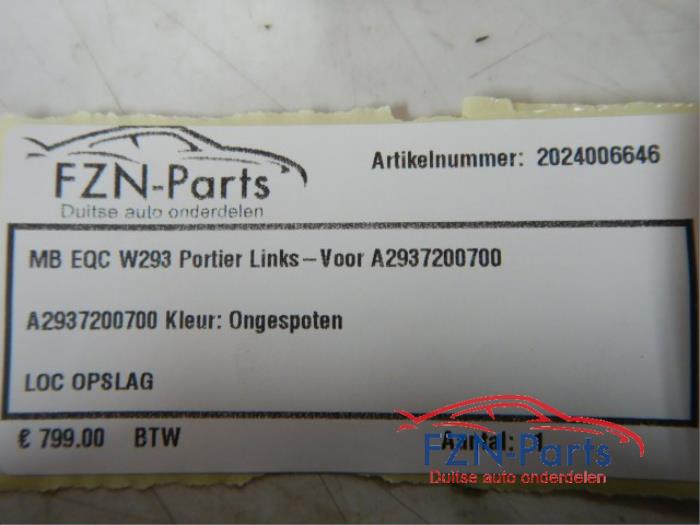 FZN-Parts
Duitse auto onderdelen
Artikelnummer: 2024006646
MB EQC W293 Portier Links-Voor A2937200700
A2937200700 Kleur: Ongespoten
LOC OPSLAG
€ 799.00 BTW
Aantal: 1
FZN-Parts
Duitse auto onderdelen